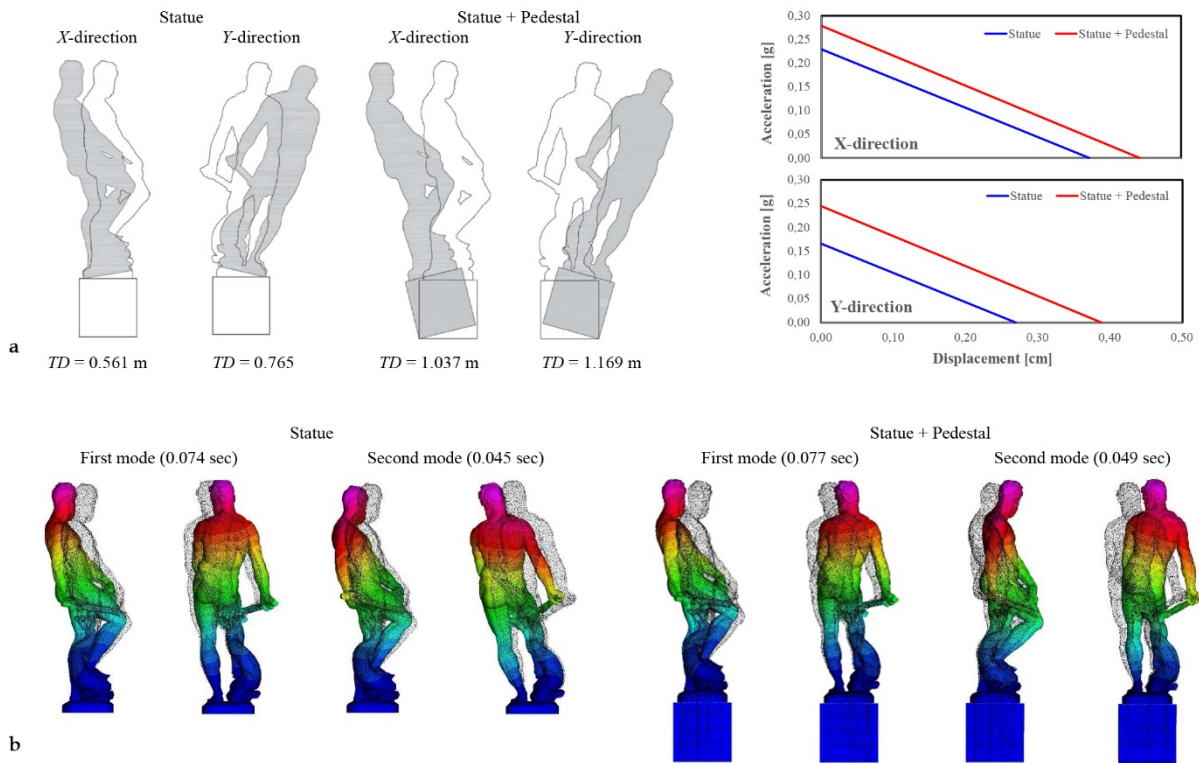 Statue
Statue + Pedestal
X-direction
Y-direction
X-direction
Y-direction
TD = 0.561 m
TD = 0.765
TD = 1.037 m
TD = 1.169 m
a
0,30
0,25
0,20
0,15
0,10
0,05
0,00
Acceleration [g]
Statue
Statue + Pedestal
X-direction
0,30
0,25
0,20
0,15
0,10
0,05
0,00
Acceleration [g]
Statue
Statue + Pedestal
Y-direction
0,00
0,10
0,20
0,30
0,40
0,50
Displacement [cm]
Statue
Statue + Pedestal
First mode (0.074 sec)
Second mode (0.045 sec)
First mode (0.077 sec)
Second mode (0.049 sec)
b